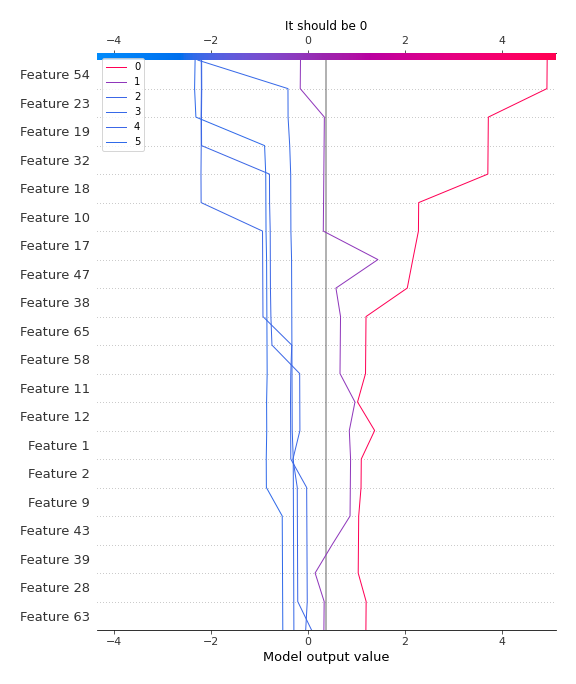 It should be 0
−4 −2 0 2 4
0
1
2
3
4
5
Feature 54
Feature 23
Feature 19
Feature 32
Feature 18
Feature 10
Feature 17
Feature 47
Feature 38
Feature 65
Feature 58
Feature 11
Feature 12
Feature 1
Feature 2
Feature 9
Feature 43
Feature 39
Feature 28
Feature 63
−4 −2 0 2 4
Model output value